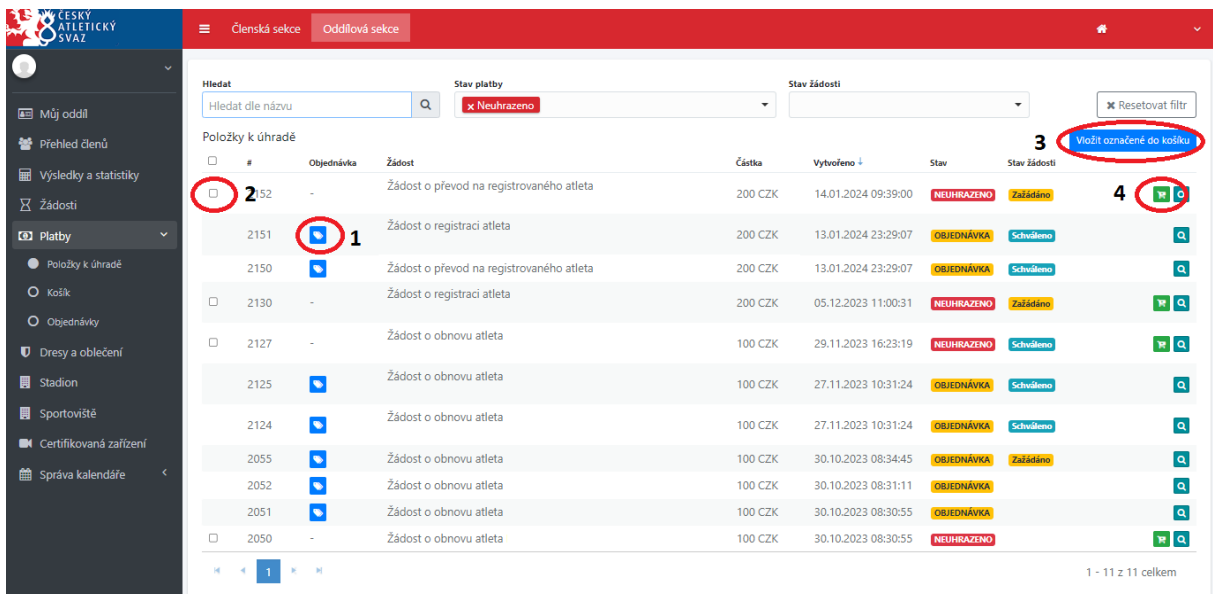 ČESKÝ
ATLETICKÝ
SVAZ
Členská sekce Oddílová sekce
Můj oddíl
Přehled členů
Výsledky a statistiky
Žádosti
Platby
Položky k úhradě
Košík
Objednávky
Dresy a oblečení
Stadion
Sportoviště
Certifikovaná zařízení
Správa kalendáře
Hledat Stav platby Stav žádosti
Hledat dle názvu × Neuhrazeno × Resetovat filtr
Položky k úhradě 3 Vložit označené do košíku
# Objednávka Žádost Částka Vytvořeno ↓ Stav Stav žádosti
2 152 - Žádost o převod na registrovaného atleta 200 CZK 14.01.2024 09:39:00 NEUHRAZENO Zažádáno 4
2151 1 Žádost o registraci atleta 200 CZK 13.01.2024 23:29:07 OBJEDNÁVKA Schváleno
2150 Žádost o převod na registrovaného atleta 200 CZK 13.01.2024 23:29:07 OBJEDNÁVKA Schváleno
2130 - Žádost o registraci atleta 200 CZK 05.12.2023 11:00:31 NEUHRAZENO Zažádáno
2127 - Žádost o obnovu atleta 100 CZK 29.11.2023 16:23:19 NEUHRAZENO Schváleno
2125 Žádost o obnovu atleta 100 CZK 27.11.2023 10:31:24 OBJEDNÁVKA Schváleno
2124 Žádost o obnovu atleta 100 CZK 27.11.2023 10:31:24 OBJEDNÁVKA Schváleno
2055 Žádost o obnovu atleta 100 CZK 30.10.2023 08:34:45 OBJEDNÁVKA Zažádáno
2052 Žádost o obnovu atleta 100 CZK 30.10.2023 08:31:11 OBJEDNÁVKA
2051 Žádost o obnovu atleta 100 CZK 30.10.2023 08:30:55 OBJEDNÁVKA
2050 - Žádost o obnovu atleta 100 CZK 30.10.2023 08:30:55 NEUHRAZENO
1 1 - 11 z 11 celkem